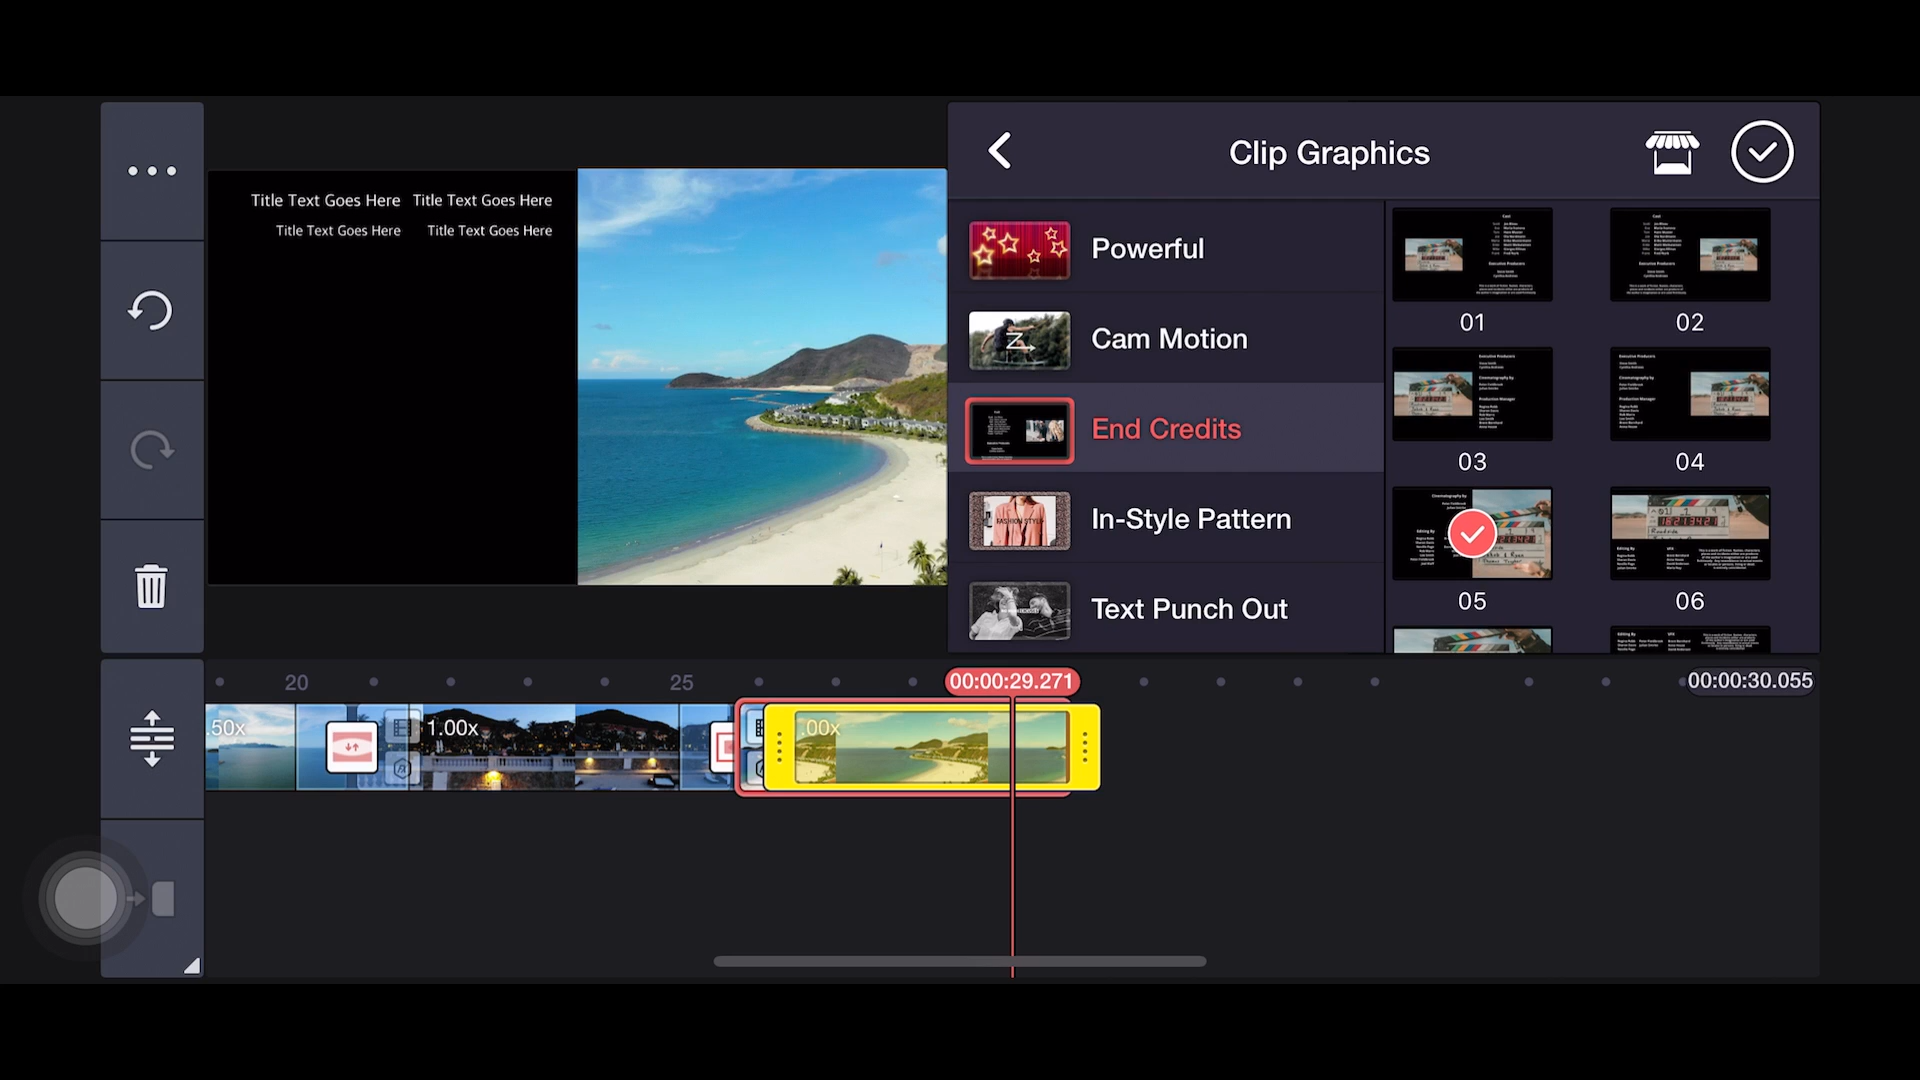 Clip Graphics
Title Text Goes Here Title Text Goes Here
Title Text Goes Here Title Text Goes Here
Powerful
Cam Motion
End Credits
In-Style Pattern
FASHION STYLE
Text Punch Out
01
02
03
04
05
06
20
25
00:00:29.271
00:00:30.055
.50x
1.00x
.00x